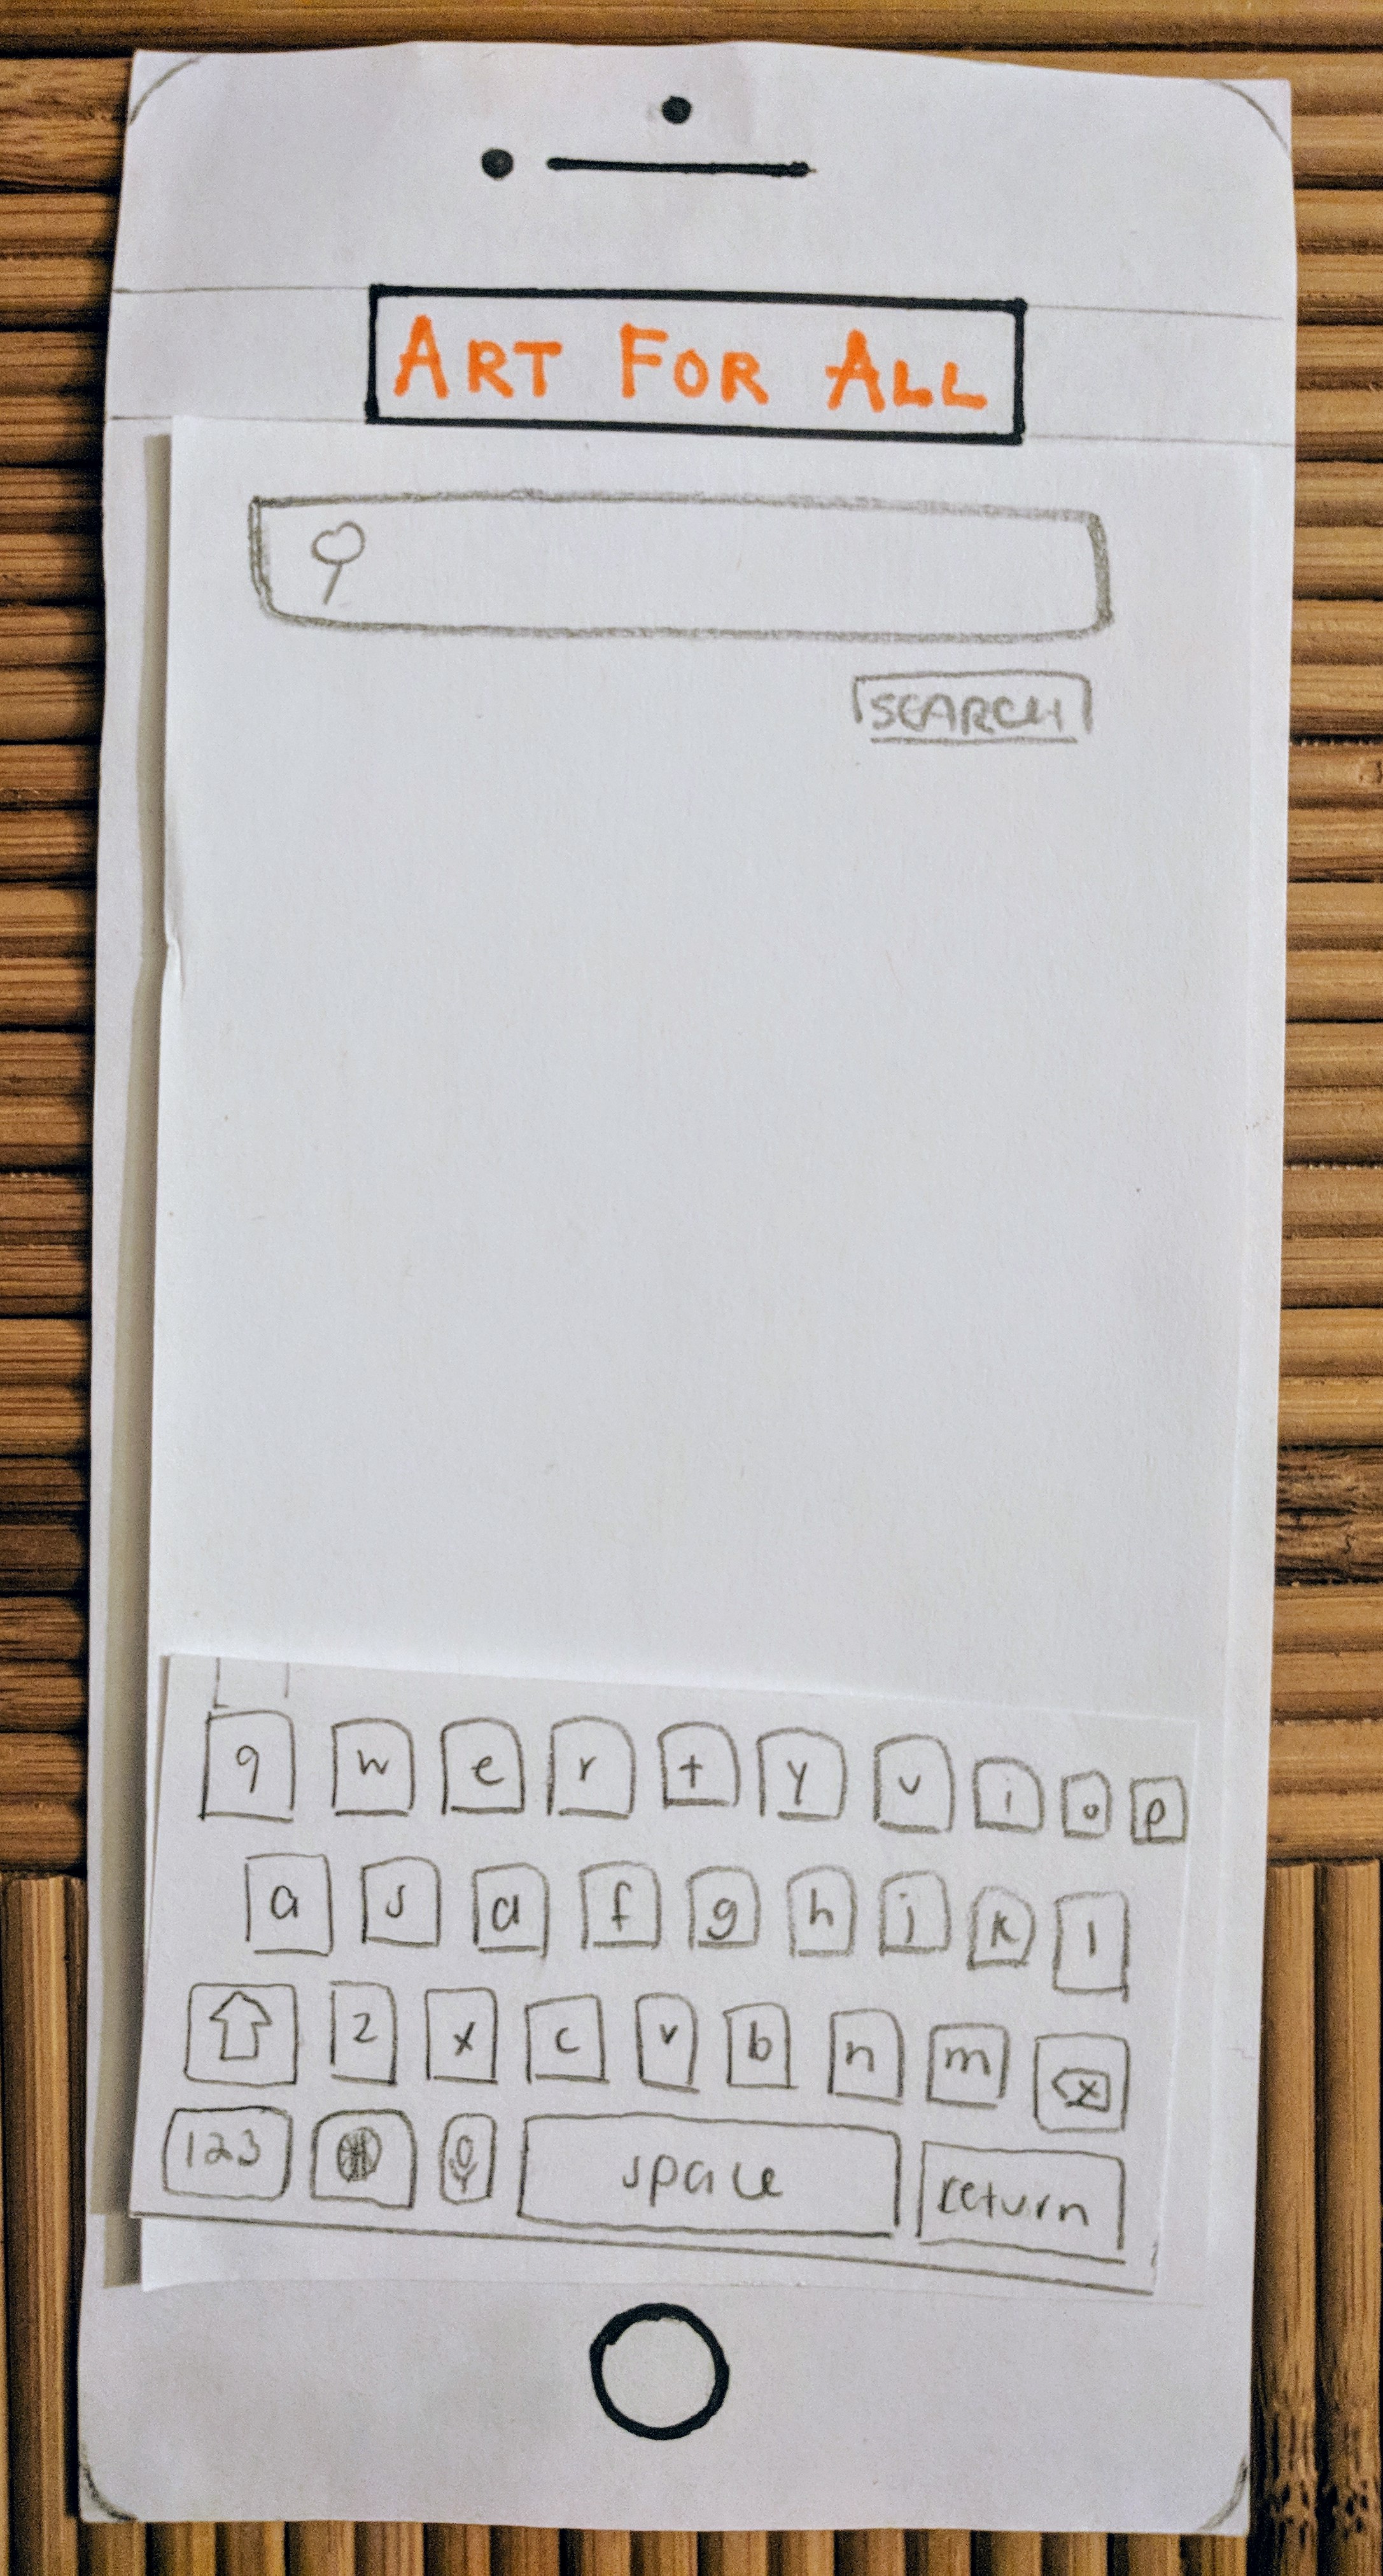 ART FOR ALL
SEARCH
q w e r t y u i o p
a s d f g h j k l
z x c v b n m x
123 space return